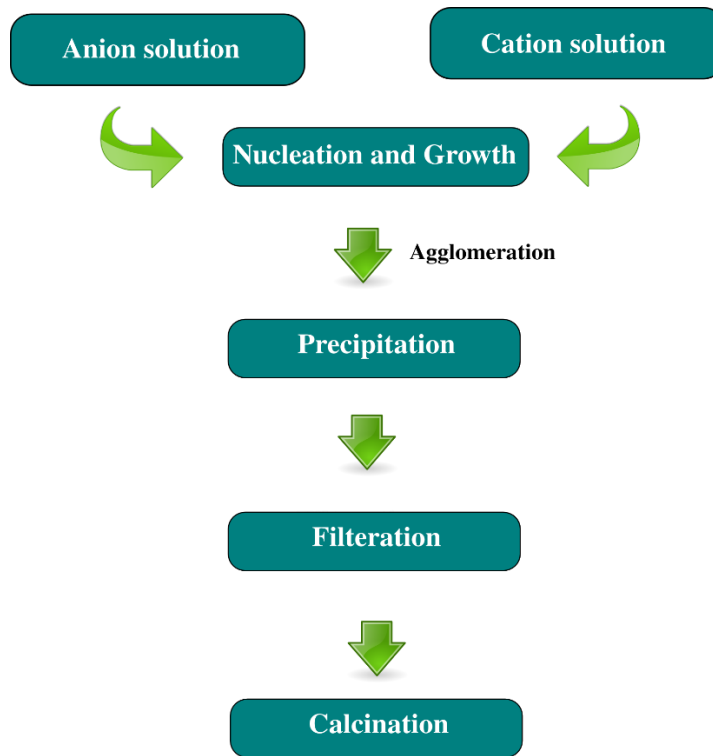 Anion solution
Cation solution
Nucleation and Growth
Agglomeration
Precipitation
Filteration
Calcination